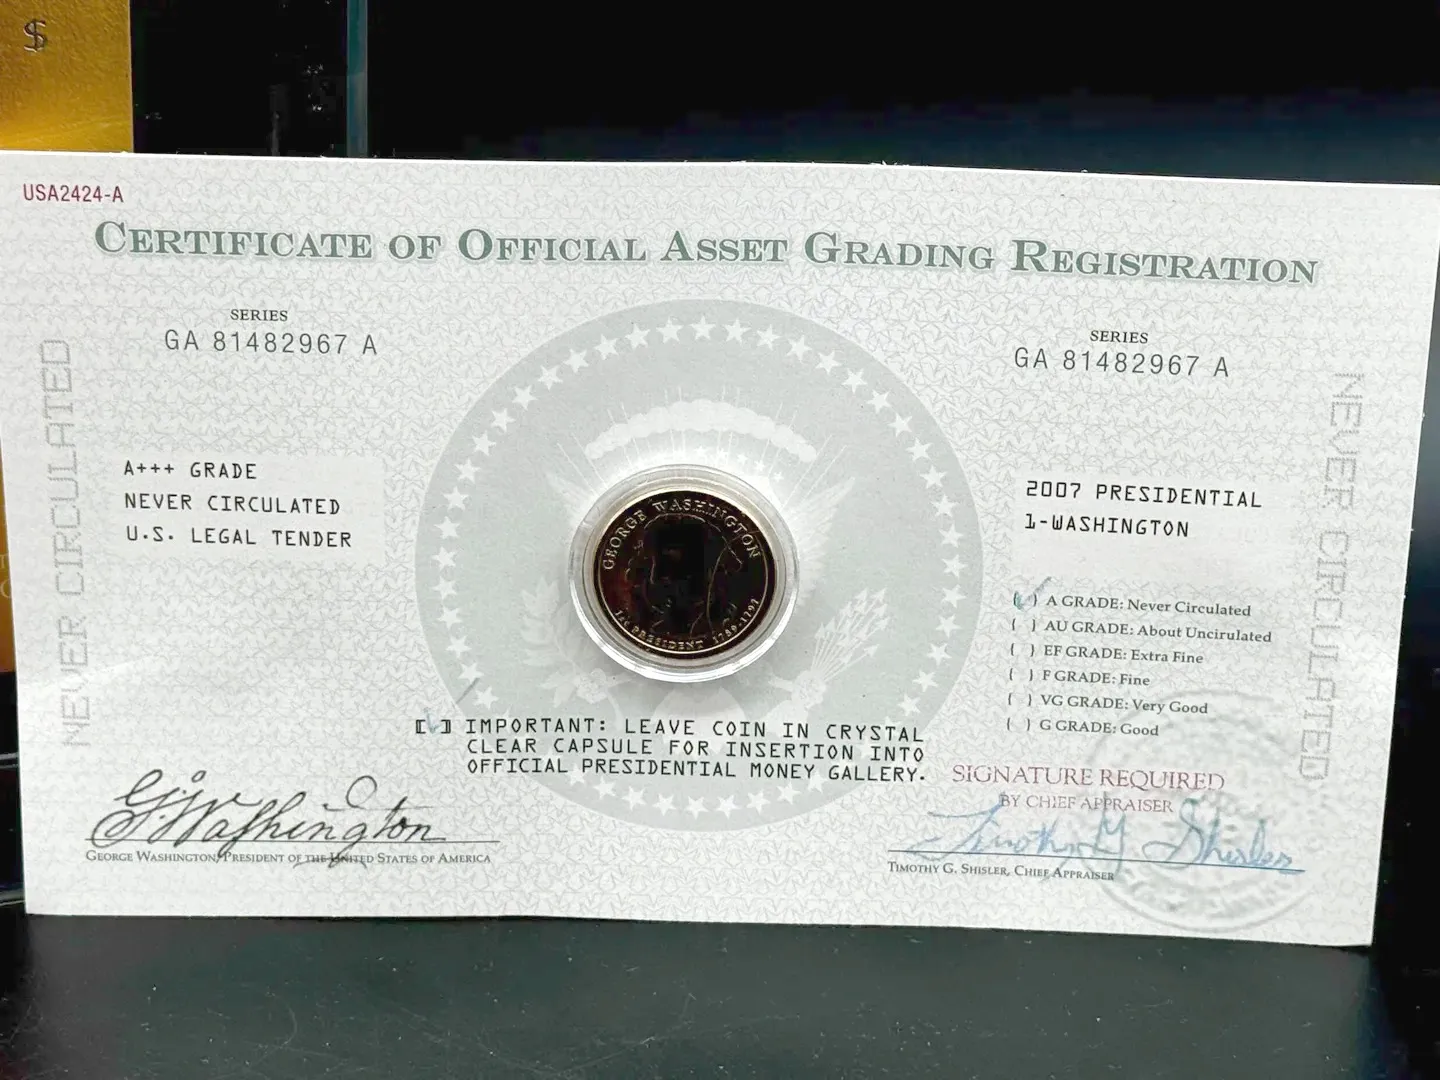 $
USA2424-A
CERTIFICATE OF OFFICIAL ASSET GRADING REGISTRATION
SERIES
GA 81482967 A
SERIES
GA 81482967 A
NEVER CIRCULATED
A+++ GRADE
NEVER CIRCULATED
U.S. LEGAL TENDER
GEORGE WASHINGTON
1st PRESIDENT 1789-1797
2007 PRESIDENTIAL
1-WASHINGTON
NEVER CIRCULATED
( ) A GRADE: Never Circulated
( ) AU GRADE: About Uncirulated
( ) EF GRADE: Extra Fine
( ) F GRADE: Fine
( ) VG GRADE: Very Good
( ) G GRADE: Good
[ ] IMPORTANT: LEAVE COIN IN CRYSTAL
CLEAR CAPSULE FOR INSERTION INTO
OFFICIAL PRESIDENTIAL MONEY GALLERY.
SIGNATURE REQUIRED
BY CHIEF APPRAISER
G. Washington
GEORGE WASHINGTON, PRESIDENT OF THE UNITED STATES OF AMERICA
Timothy G. Shisler
TIMOTHY G. SHISLER, CHIEF APPRAISER